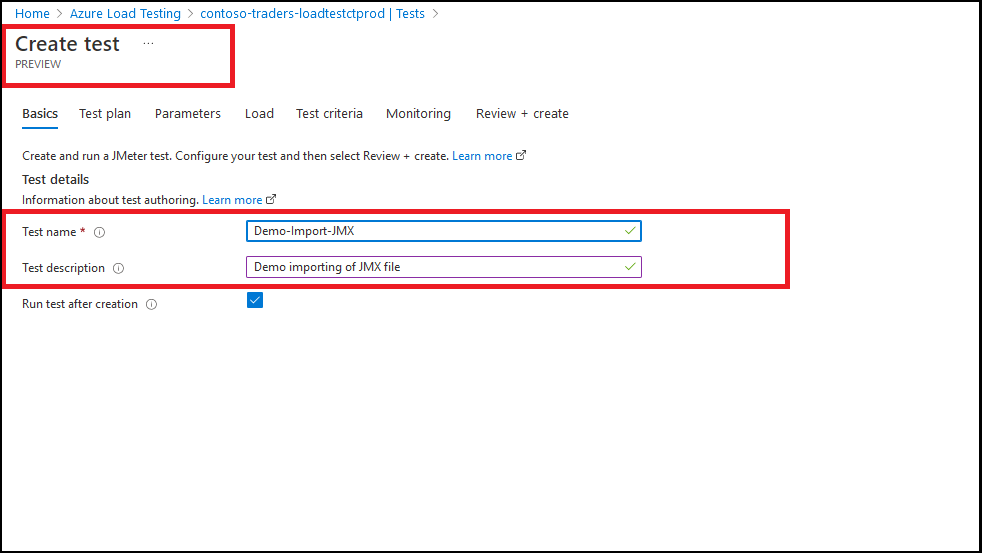 Home > Azure Load Testing > contoso-traders-loadtestctprod | Tests >
Create test ...
PREVIEW
Basics Test plan Parameters Load Test criteria Monitoring Review + create
Create and run a JMeter test. Configure your test and then select Review + create. Learn more
Test details
Information about test authoring. Learn more
Test name * Demo-Import-JMX
Test description Demo importing of JMX file
Run test after creation